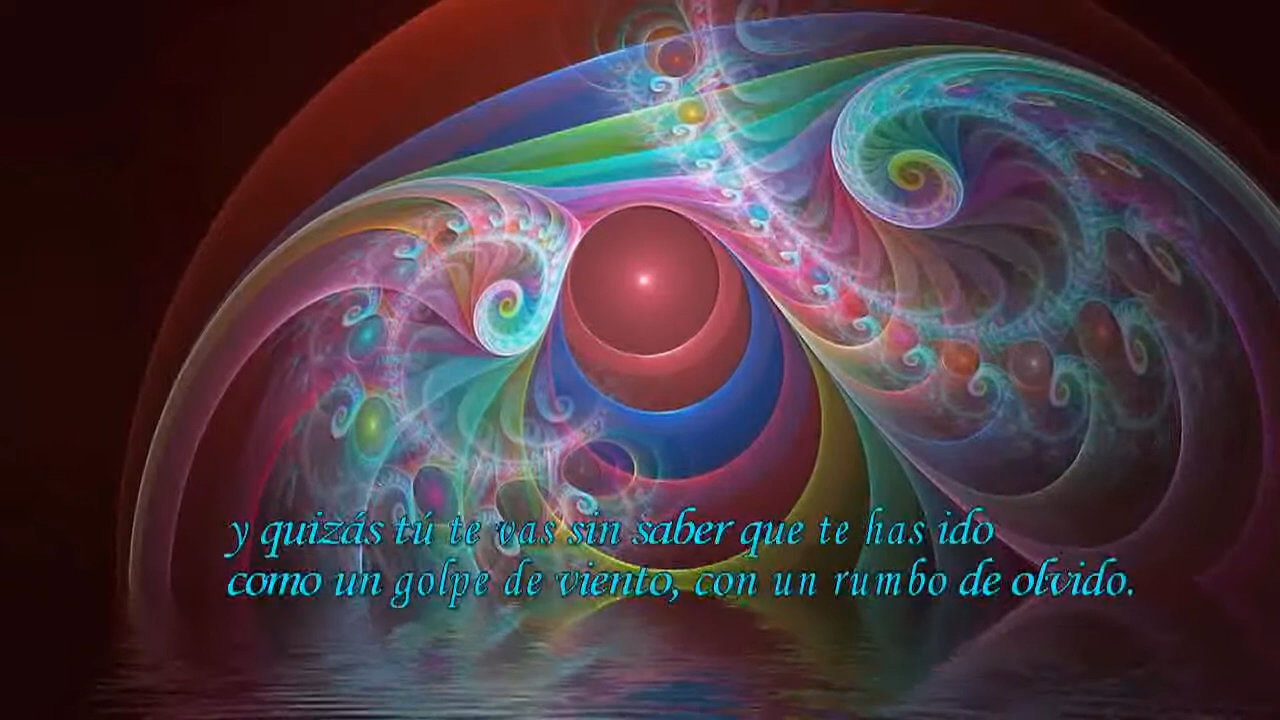 y quizás tú te vas sin saber que te has ido
como un golpe de viento, con un rumbo de olvido.